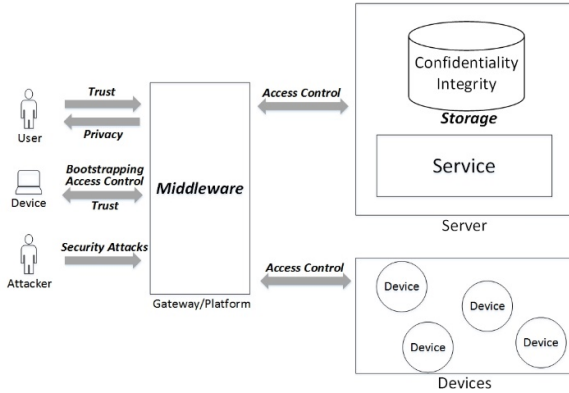 Trust
Privacy
User
Bootstrapping
Access Control
Trust
Device
Security Attacks
Attacker
Middleware
Gateway/Platform
Access Control
Access Control
Confidentiality
Integrity
Storage
Service
Server
Device
Device
Device
Device
Devices